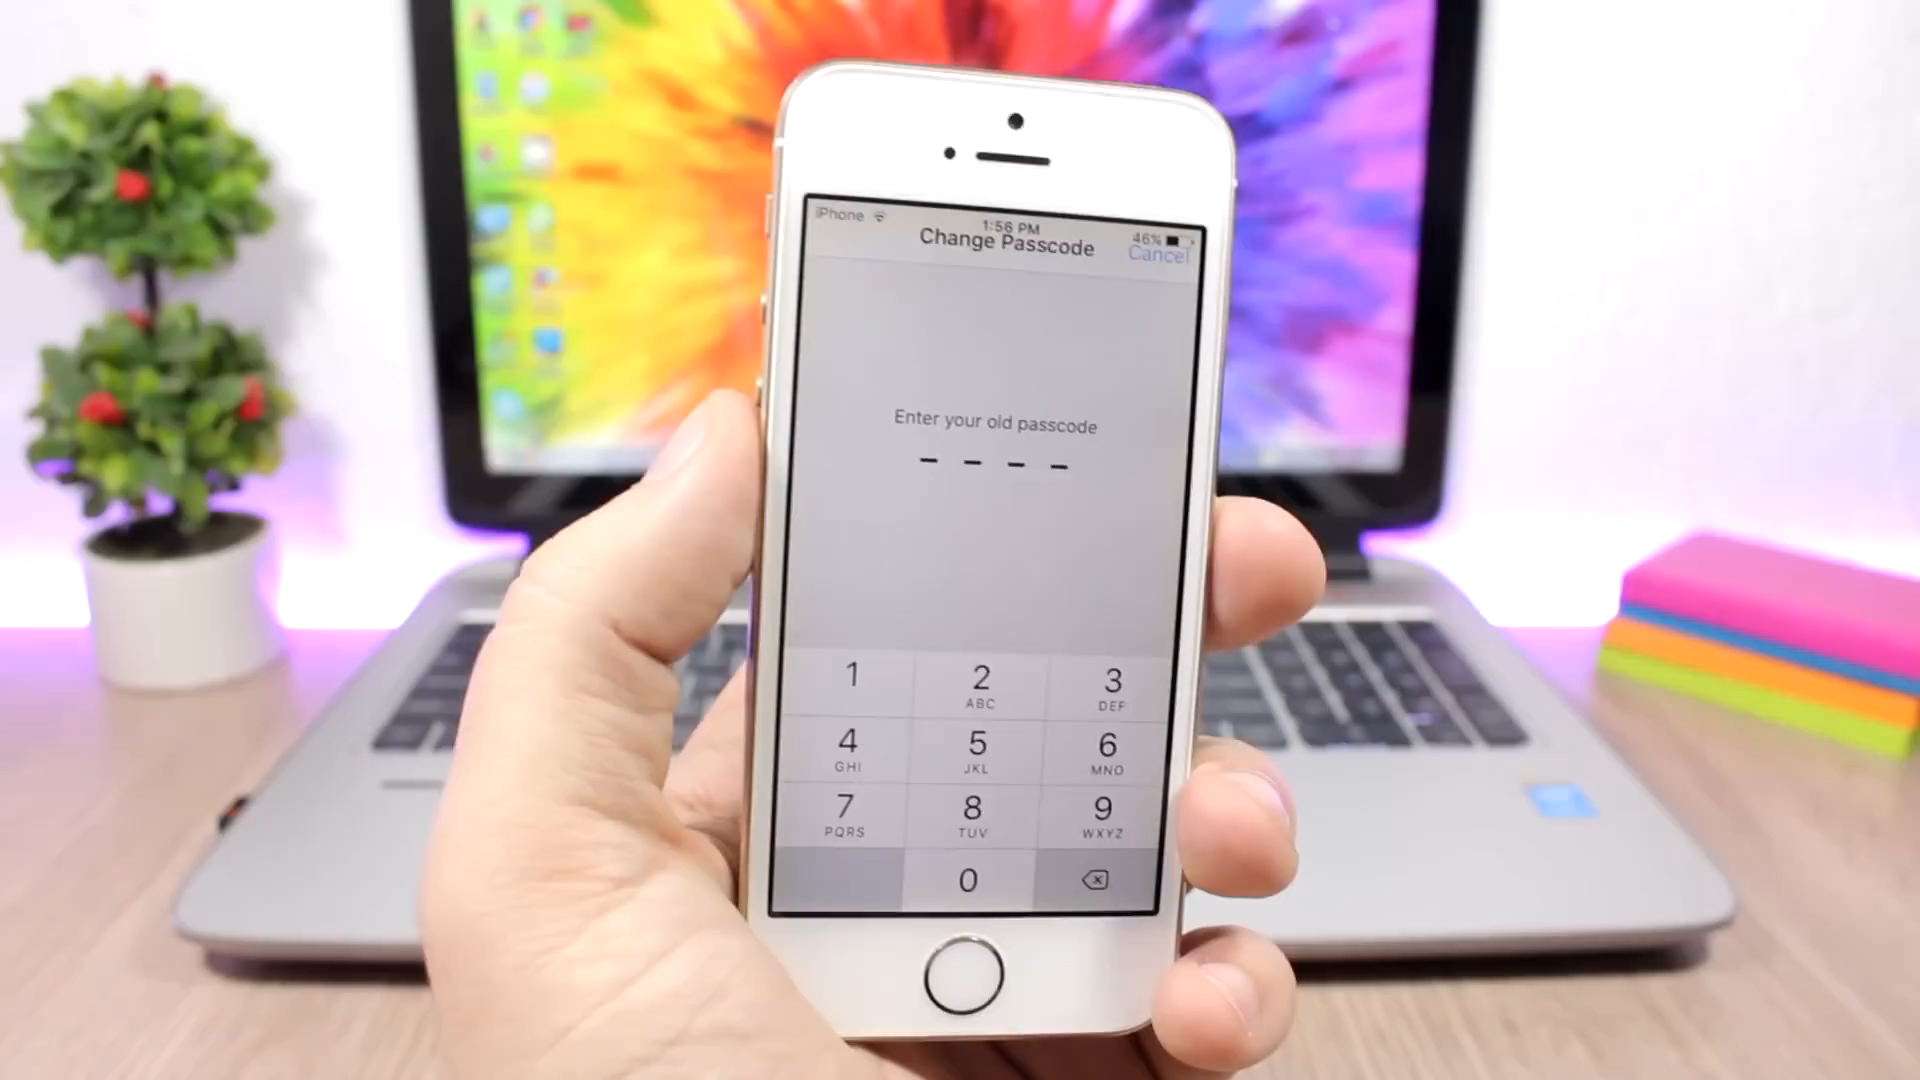 iPhone
1:56 PM
46%
Change Passcode
Cancel
Enter your old passcode
1
2
ABC
3
DEF
4
GHI
5
JKL
6
MNO
7
PQRS
8
TUV
9
WXYZ
0